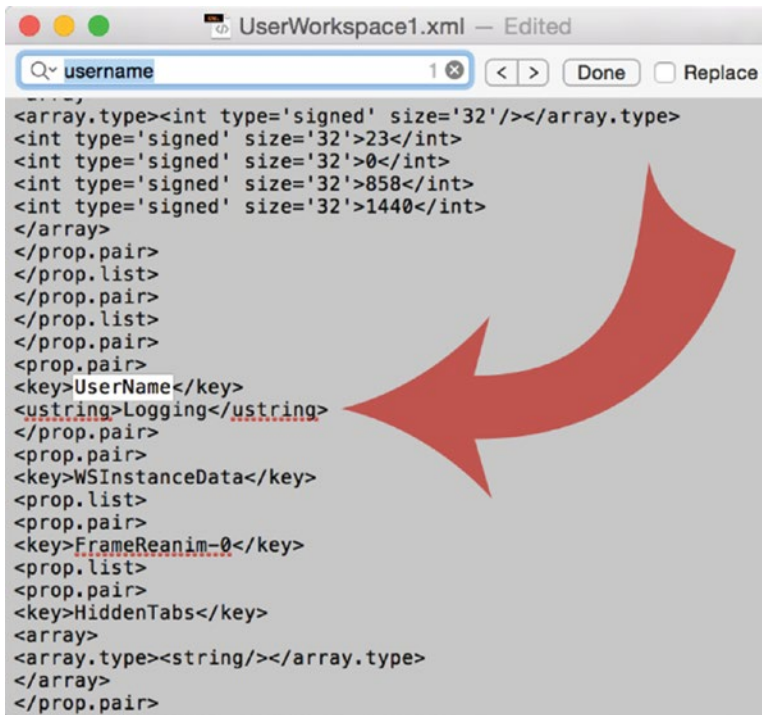 UserWorkspace1.xml — Edited
username 1 < > Done Replace
<array.type><int type='signed' size='32'/></array.type>
<int type='signed' size='32'>23</int>
<int type='signed' size='32'>0</int>
<int type='signed' size='32'>858</int>
<int type='signed' size='32'>1440</int>
</array>
</prop.pair>
</prop.list>
</prop.pair>
</prop.list>
</prop.pair>
<prop.pair>
<key>UserName</key>
<ustring>Logging</ustring>
</prop.pair>
<prop.pair>
<key>WSInstanceData</key>
<prop.list>
<prop.pair>
<key>FrameReanim-0</key>
<prop.list>
<prop.pair>
<key>HiddenTabs</key>
<array>
<array.type><string/></array.type>
</array>
</prop.pair>